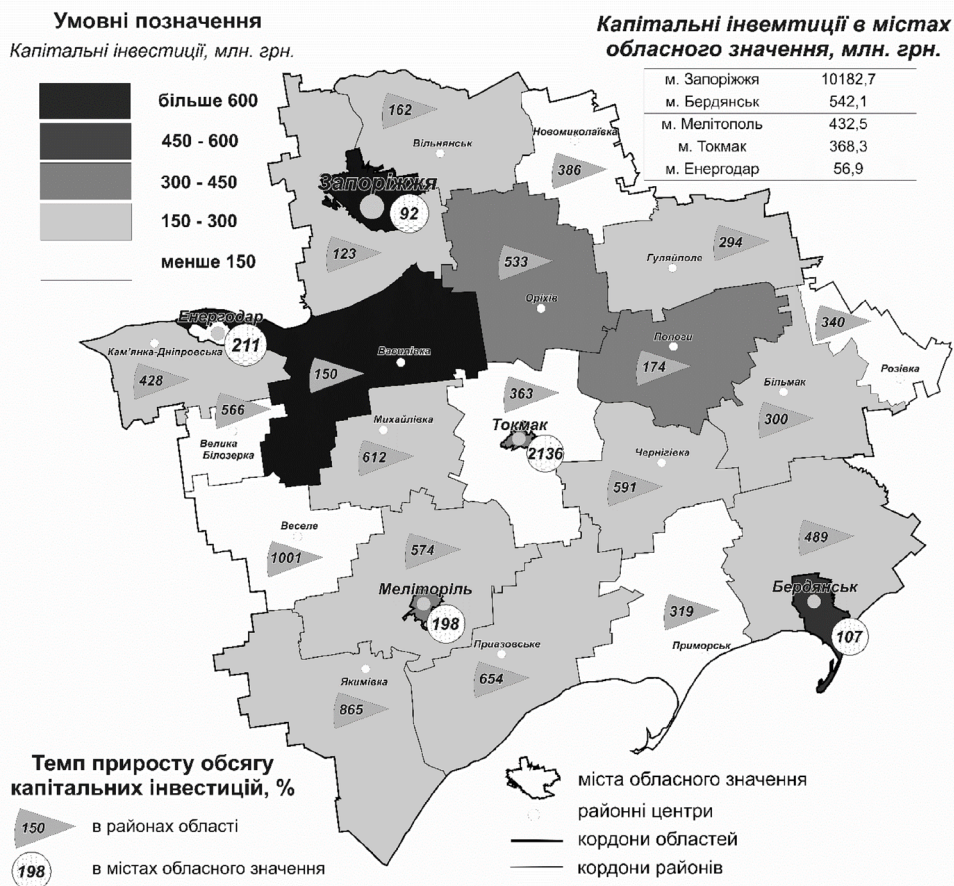 Умовні позначення
Капітальні інвестиції, млн. грн.
більше 600
450 - 600
300 - 450
150 - 300
менше 150
Капітальні інвемтиції в містах
обласного значення, млн. грн.
м. Запоріжжя 10182,7
м. Бердянськ 542,1
м. Мелітополь 432,5
м. Токмак 368,3
м. Енергодар 56,9
162
Вільнянськ
Новомиколаївка
386
Запоріжжя
92
123
533
Оріхів
294
Гуляйполе
Енергодар
211
Кам'янка-Дніпровська
428
150
Василівка
Пологи
174
340
Розівка
Більмак
300
566
Велика
Білозерка
Михайлівка
612
363
Токмак
2136
Чернігівка
591
Веселе
1001
574
Меліторіль
198
489
Бердянськ
107
319
Приморськ
Приазовське
654
Якимівка
865
Темп приросту обсягу
капітальних інвестицій, %
150 в районах області
198 в містах обласного значення
міста обласного значення
районні центри
кордони областей
кордони районів